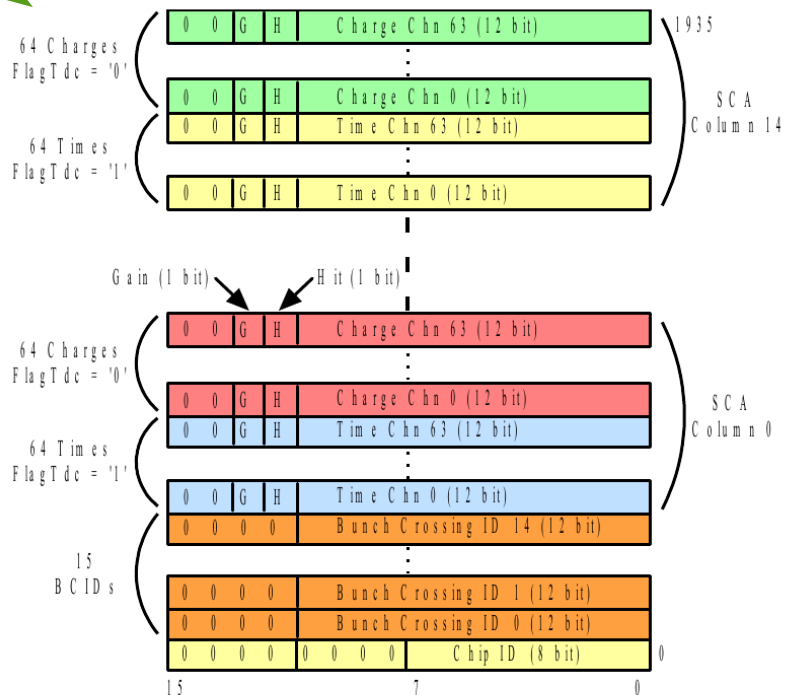 0 0 G H Charge Chn 63 (12 bit) 1935
64 Charges
FlagTdc = '0'
0 0 G H Charge Chn 0 (12 bit)
SCA
Column 14
0 0 G H Time Chn 63 (12 bit)
64 Times
FlagTdc = '1'
0 0 G H Time Chn 0 (12 bit)
Gain (1 bit) Hit (1 bit)
0 0 G H Charge Chn 63 (12 bit)
64 Charges
FlagTdc = '0'
0 0 G H Charge Chn 0 (12 bit)
SCA
Column 0
0 0 G H Time Chn 63 (12 bit)
64 Times
FlagTdc = '1'
0 0 G H Time Chn 0 (12 bit)
0 0 0 0 Bunch Crossing ID 14 (12 bit)
15
BCIDs
0 0 0 0 Bunch Crossing ID 1 (12 bit)
0 0 0 0 Bunch Crossing ID 0 (12 bit)
0 0 0 0 0 0 0 0 Chip ID (8 bit) 0
15 7 0